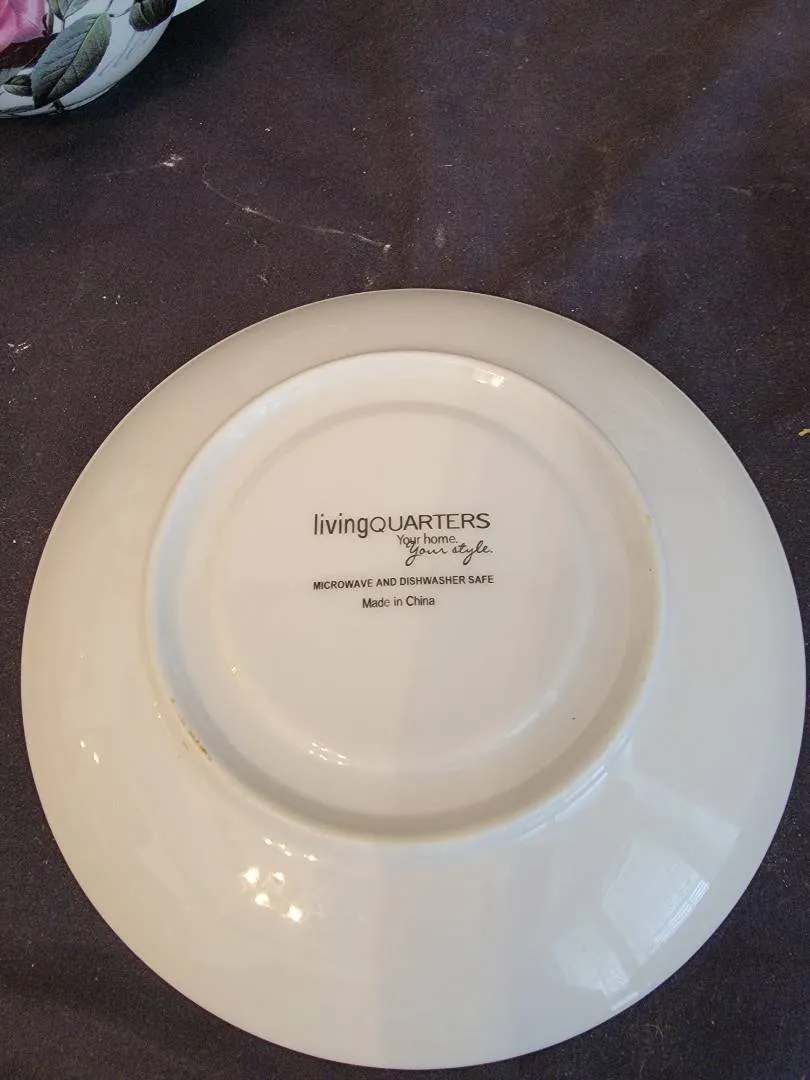 livingQUARTERS
Your home.
Your style.
MICROWAVE AND DISHWASHER SAFE
Made in China